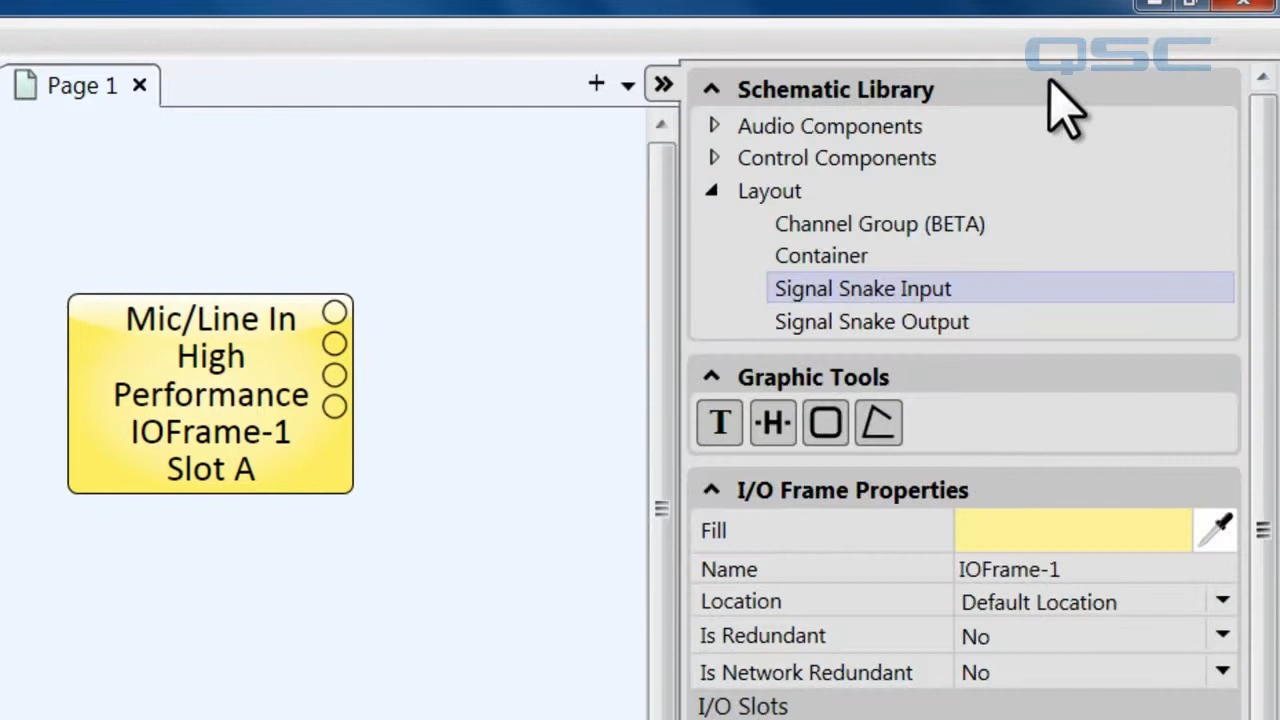 QSC
Page 1
Schematic Library
Audio Components
Control Components
Layout
Channel Group (BETA)
Container
Signal Snake Input
Signal Snake Output
Mic/Line In
High
Performance
IOFrame-1
Slot A
Graphic Tools
T
H
I/O Frame Properties
Fill
Name IOFrame-1
Location Default Location
Is Redundant No
Is Network Redundant No
I/O Slots